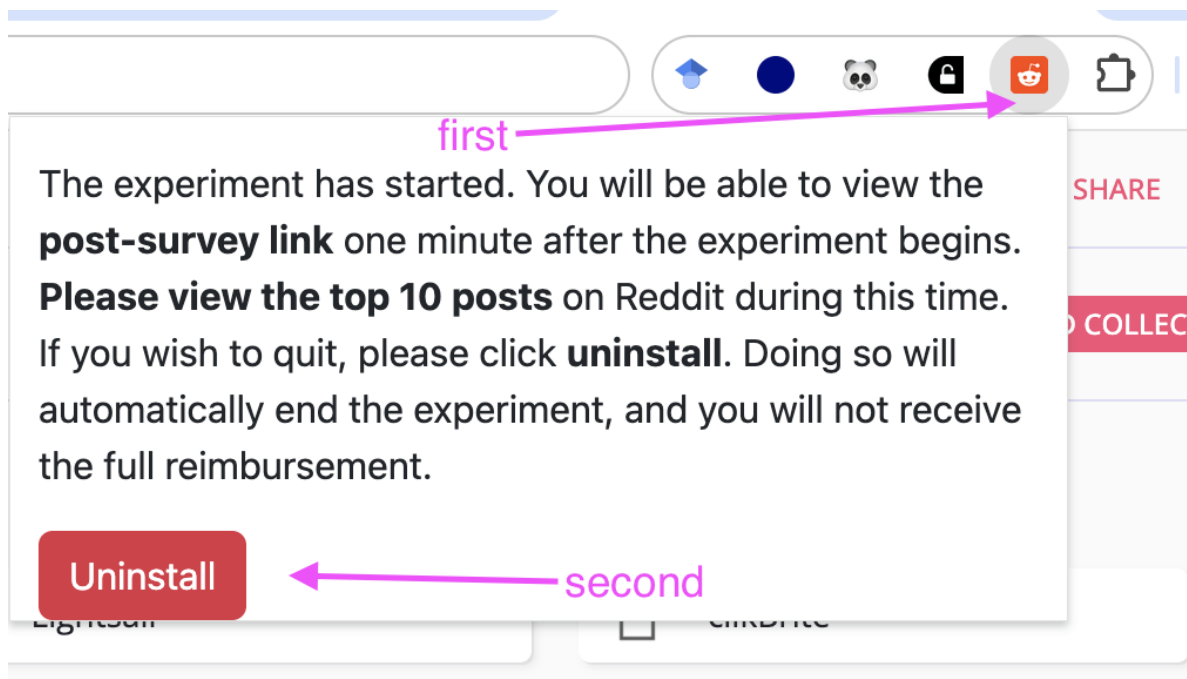 first
The experiment has started. You will be able to view the
post-survey link one minute after the experiment begins.
Please view the top 10 posts on Reddit during this time.
If you wish to quit, please click uninstall. Doing so will
automatically end the experiment, and you will not receive
the full reimbursement.
SHARE
COLLEC
Uninstall
second